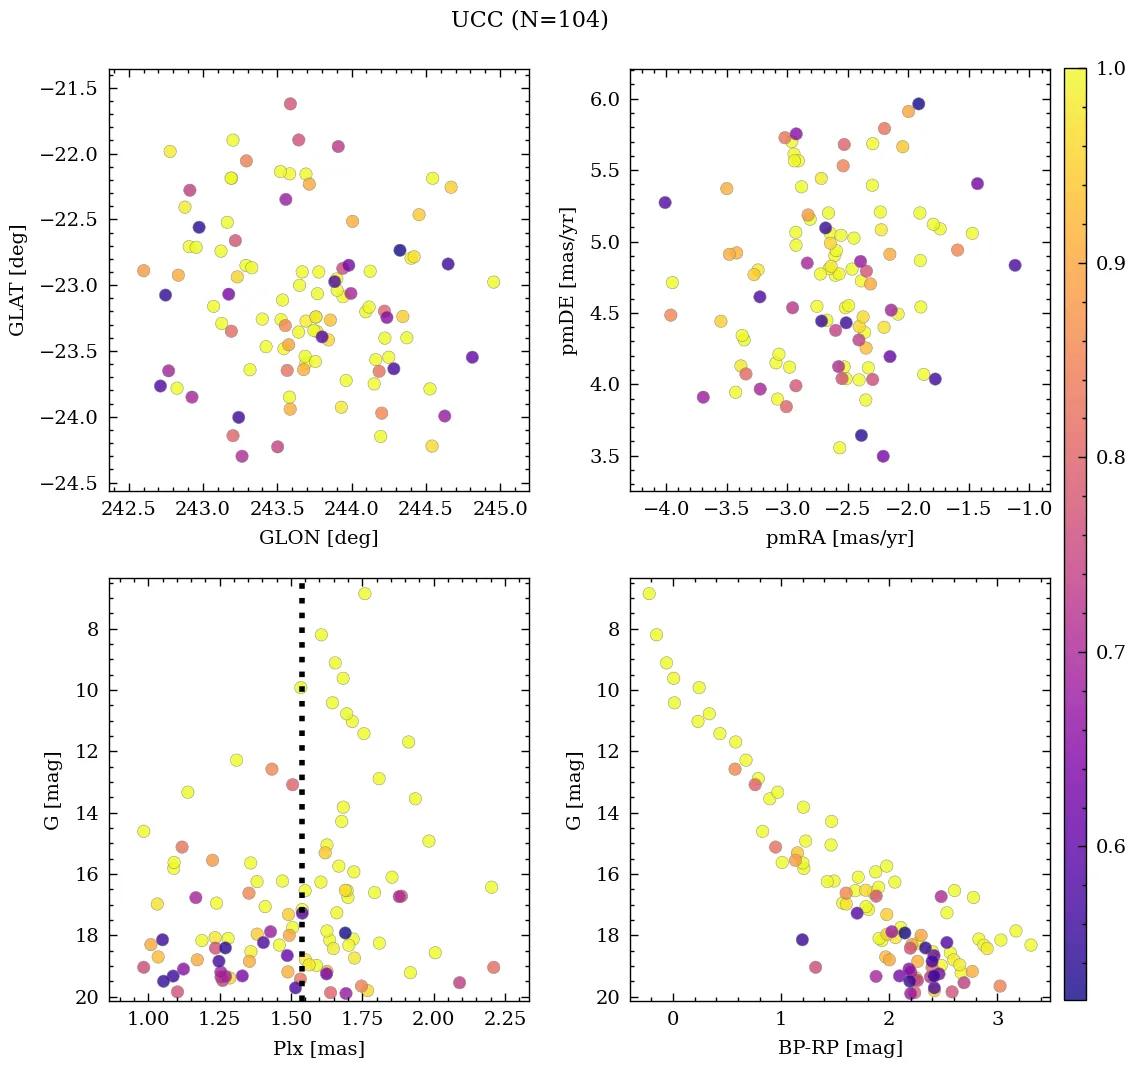 UCC (N=104)
−21.5
−22.0
−22.5
−23.0
−23.5
−24.0
−24.5
GLAT [deg]
242.5 243.0 243.5 244.0 244.5 245.0
GLON [deg]
6.0
5.5
5.0
4.5
4.0
3.5
pmDE [mas/yr]
−4.0 −3.5 −3.0 −2.5 −2.0 −1.5 −1.0
pmRA [mas/yr]
8
10
12
14
16
18
20
G [mag]
1.00 1.25 1.50 1.75 2.00 2.25
Plx [mas]
8
10
12
14
16
18
20
G [mag]
0 1 2 3
BP-RP [mag]
1.0
0.9
0.8
0.7
0.6